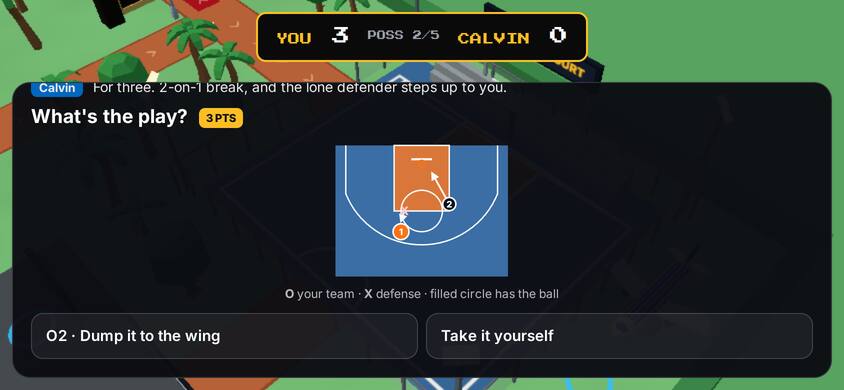 YOU 3 POSS 2/5 CALVIN 0
COURT
Calvin For three. 2-on-1 break, and the lone defender steps up to you.
What's the play? 3 PTS
2
X
1
O your team · X defense · filled circle has the ball
O2 · Dump it to the wing
Take it yourself